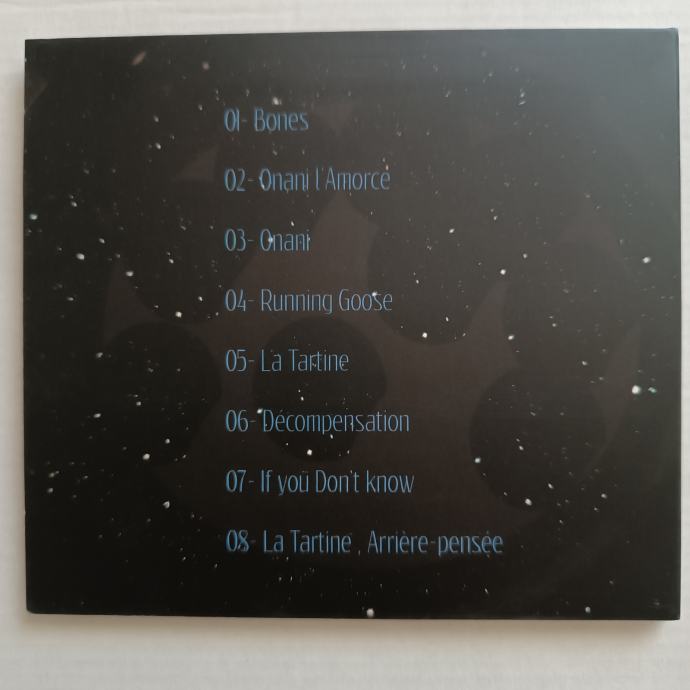 01- Bones
02- Onani l'Amorce
03- Onani
04- Running Goose
05- La Tartine
06- Décompensation
07- If you Don't know
08- La Tartine , Arrière-pensée